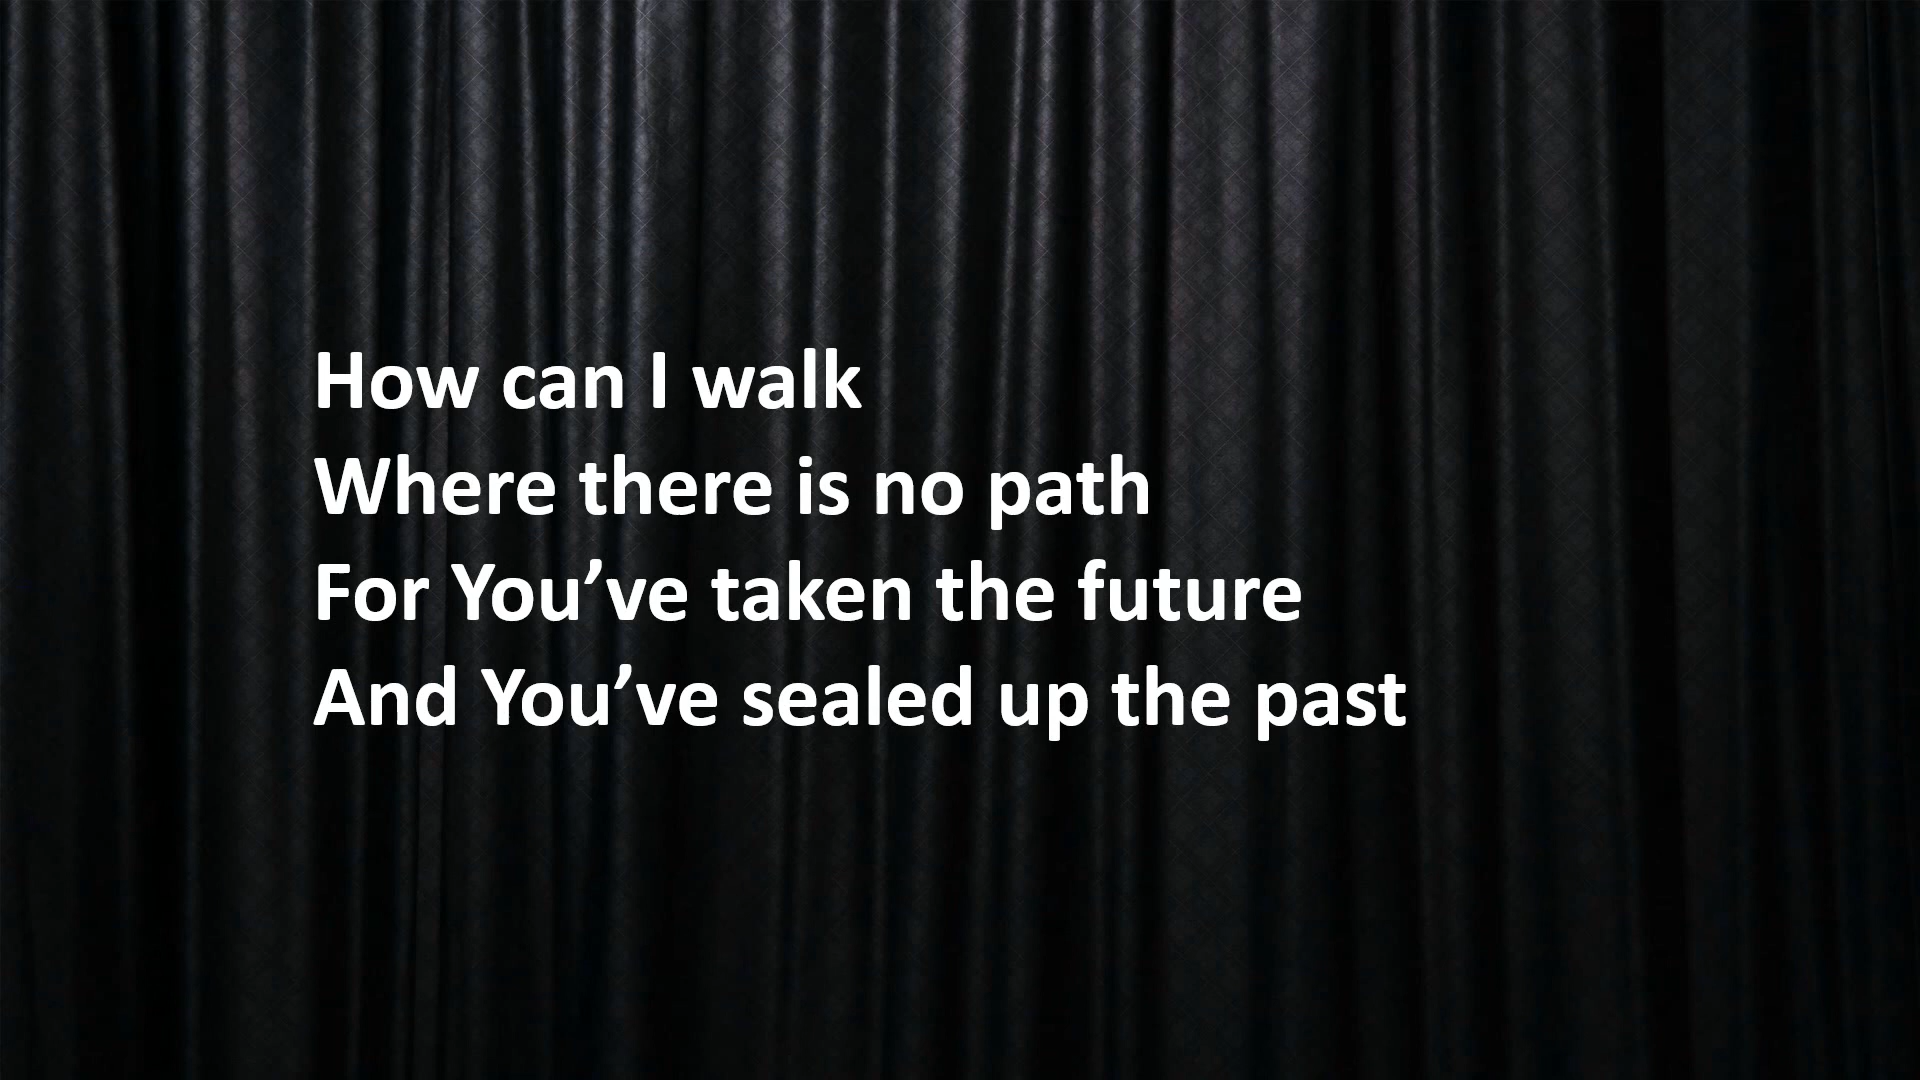 How can I walk
Where there is no path
For You’ve taken the future
And You’ve sealed up the past